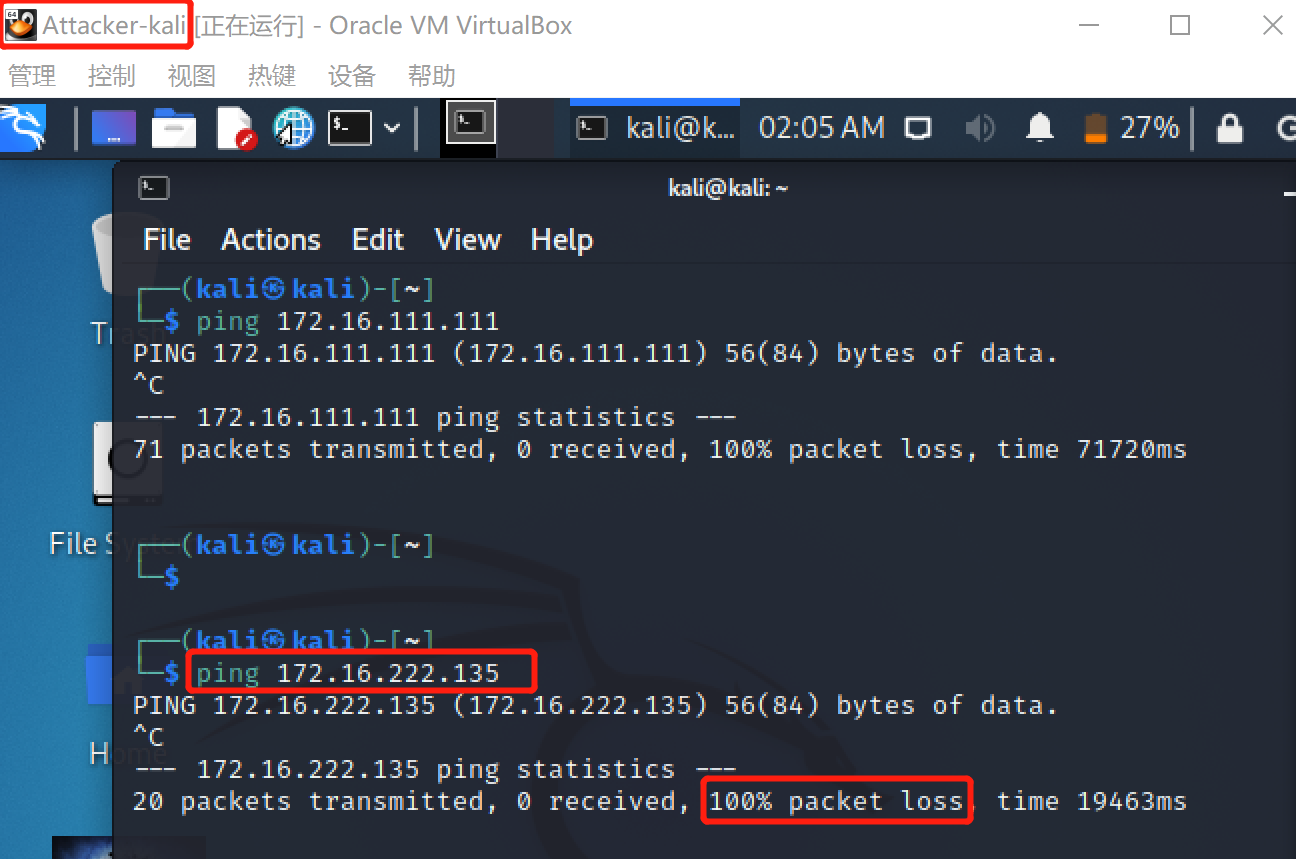 Attacker-kali [正在运行] - Oracle VM VirtualBox
管理 控制 视图 热键 设备 帮助
kali@k... 02:05 AM 27%
kali@kali: ~
File Actions Edit View Help
┌──(kali㉿kali)-[~]
└─$ ping 172.16.111.111
PING 172.16.111.111 (172.16.111.111) 56(84) bytes of data.
^C
--- 172.16.111.111 ping statistics ---
71 packets transmitted, 0 received, 100% packet loss, time 71720ms
┌──(kali㉿kali)-[~]
└─$
┌──(kali㉿kali)-[~]
└─$ ping 172.16.222.135
PING 172.16.222.135 (172.16.222.135) 56(84) bytes of data.
^C
--- 172.16.222.135 ping statistics ---
20 packets transmitted, 0 received, 100% packet loss, time 19463ms
Trash
File System
Home